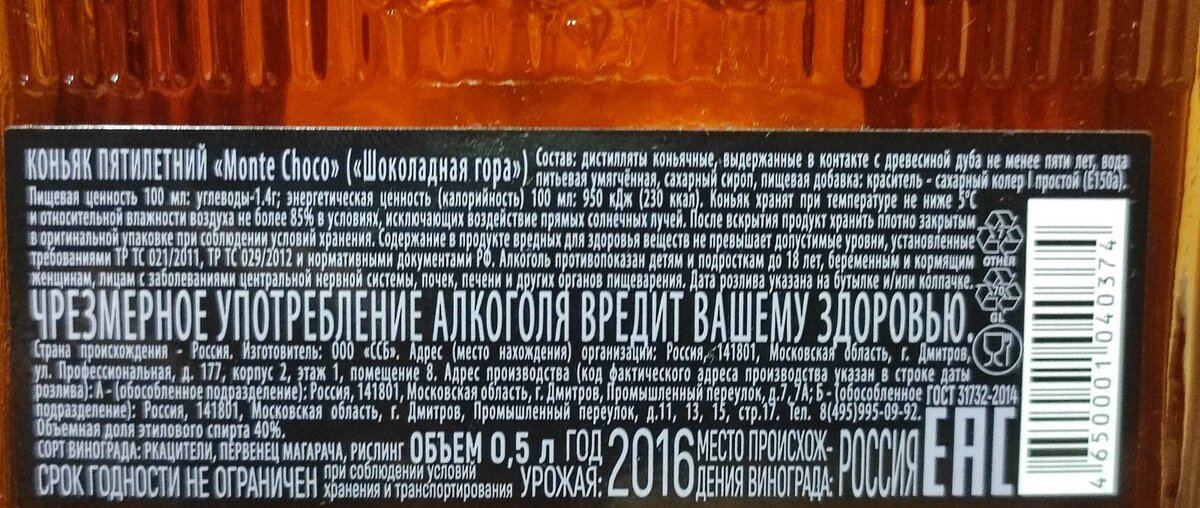 КОНЬЯК ПЯТИЛЕТНИЙ «Monte Choco» («Шоколадная гора») Состав: дистилляты коньячные, выдержанные в контакте с древесиной дуба не менее пяти лет, вода
питьевая умягчённая, сахарный сироп, пищевая добавка: краситель - сахарный колер I простой (Е150а).
Пищевая ценность 100 мл: углеводы-1.4г; энергетическая ценность (калорийность) 100 мл: 950 кДж (230 ккал). Коньяк хранят при температуре не ниже 5°С
и относительной влажности воздуха не более 85% в условиях, исключающих воздействие прямых солнечных лучей. После вскрытия продукт хранить плотно закрытым
в оригинальной упаковке при соблюдении условий хранения. Содержание в продукте вредных для здоровья веществ не превышает допустимые уровни, установленные
требованиями ТР ТС 021/2011, ТР ТС 029/2012 и нормативными документами РФ. Алкоголь противопоказан детям и подросткам до 18 лет, беременным и кормящим
женщинам, лицам с заболеваниями центральной нервной системы, почек, печени и других органов пищеварения. Дата розлива указана на бутылке и/или колпачке.
ЧРЕЗМЕРНОЕ УПОТРЕБЛЕНИЕ АЛКОГОЛЯ ВРЕДИТ ВАШЕМУ ЗДОРОВЬЮ.
Страна происхождения - Россия. Изготовитель: ООО «ССБ». Адрес (место нахождения) организации: Россия, 141801, Московская область, г. Дмитров,
ул. Профессиональная, д. 177, корпус 2, этаж 1, помещение 8. Адрес производства (код фактического адреса производства указан в строке даты
розлива): А - (обособленное подразделение): Россия, 141801, Московская область, г. Дмитров, Промышленный переулок, д.7,7А; Б - (обособленное
подразделение): Россия, 141801, Московская область, г. Дмитров, Промышленный переулок, д.11, 13, 15, стр.17. Тел. 8(495)995-09-92.
Объемная доля этилового спирта 40%.
СОРТ ВИНОГРАДА: РКАЦИТЕЛИ, ПЕРВЕНЕЦ МАГАРАЧА, РИСЛИНГ ОБЪЕМ 0,5 л
СРОК ГОДНОСТИ НЕ ОГРАНИЧЕН при соблюдении условий
хранения и транспортирования
ГОД
УРОЖАЯ: 2016
МЕСТО ПРОИСХОЖ-
ДЕНИЯ ВИНОГРАДА: РОССИЯ
ГОСТ 31732-2014
ЕАС
ОТНЕЙ
70
GL
4 650001 040374